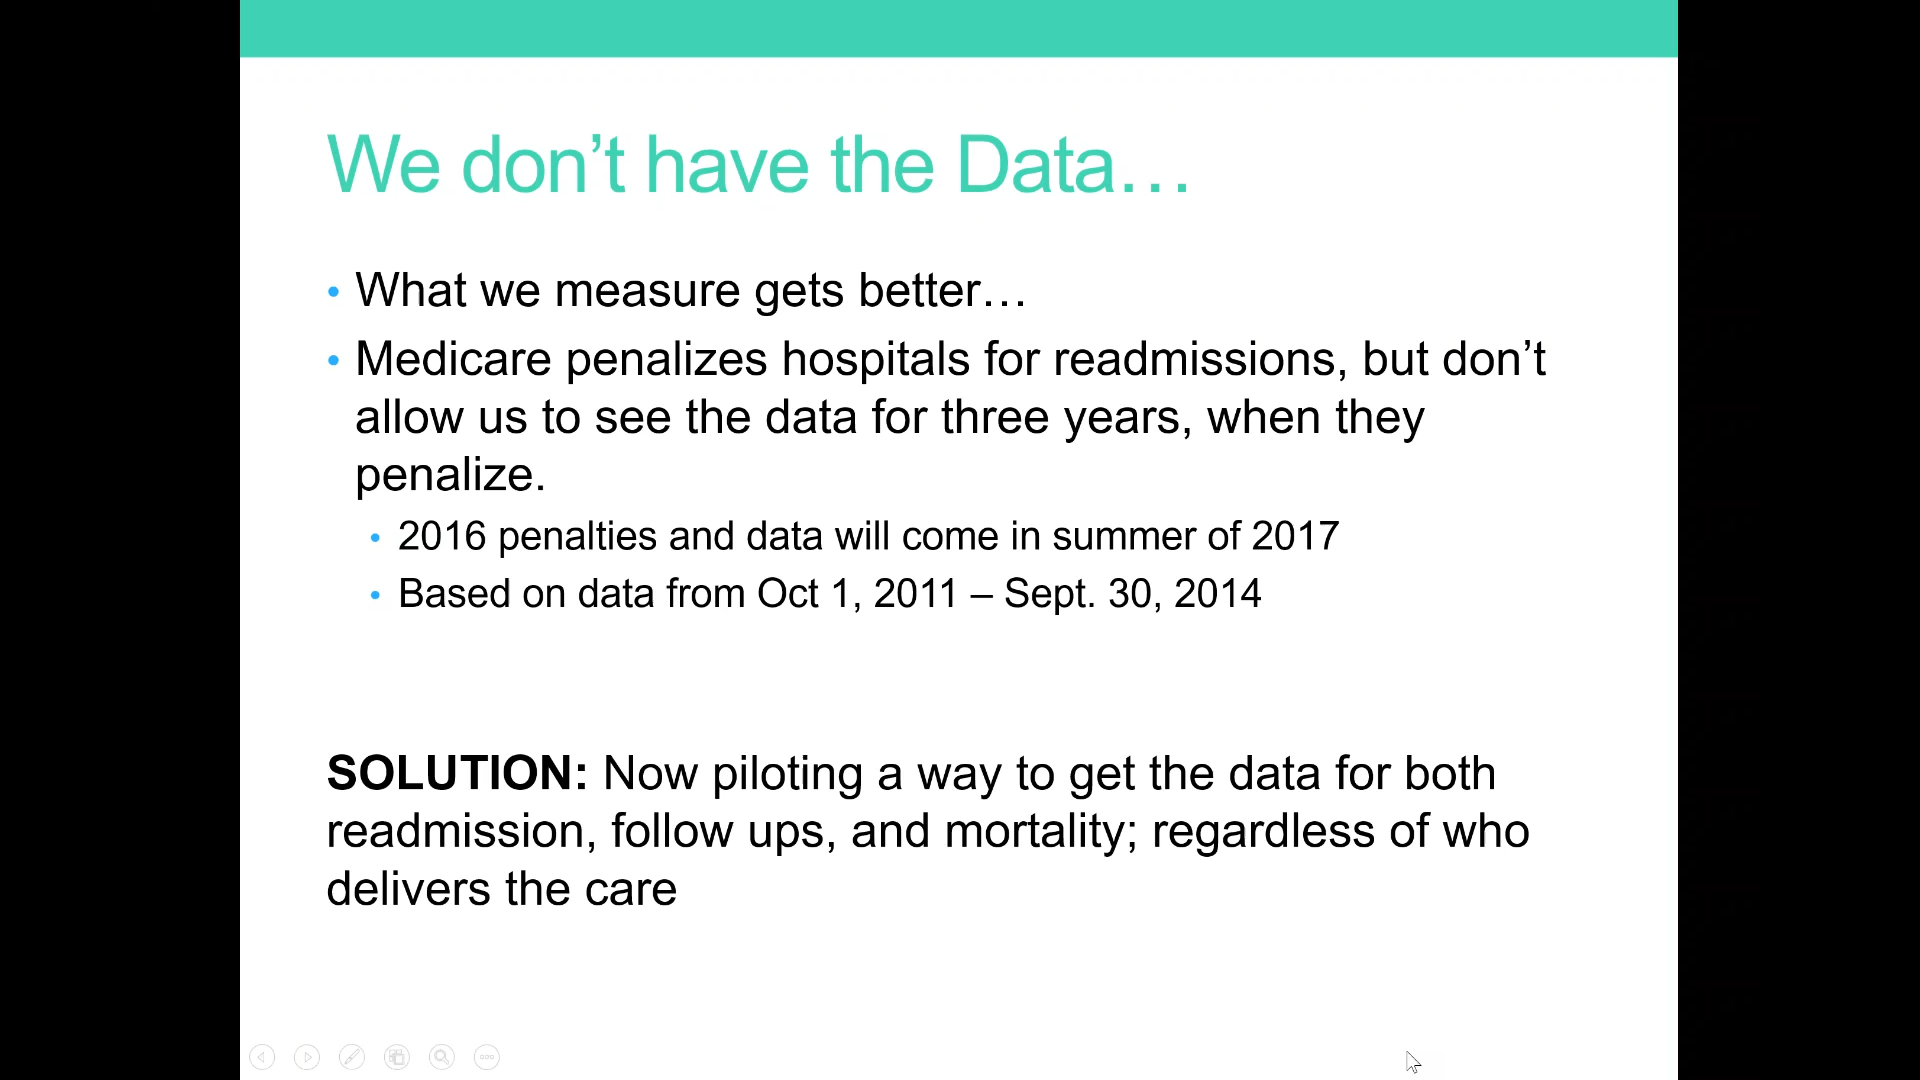 We don’t have the Data…
• What we measure gets better…
• Medicare penalizes hospitals for readmissions, but don’t
allow us to see the data for three years, when they
penalize.
• 2016 penalties and data will come in summer of 2017
• Based on data from Oct 1, 2011 – Sept. 30, 2014
SOLUTION: Now piloting a way to get the data for both
readmission, follow ups, and mortality; regardless of who
delivers the care